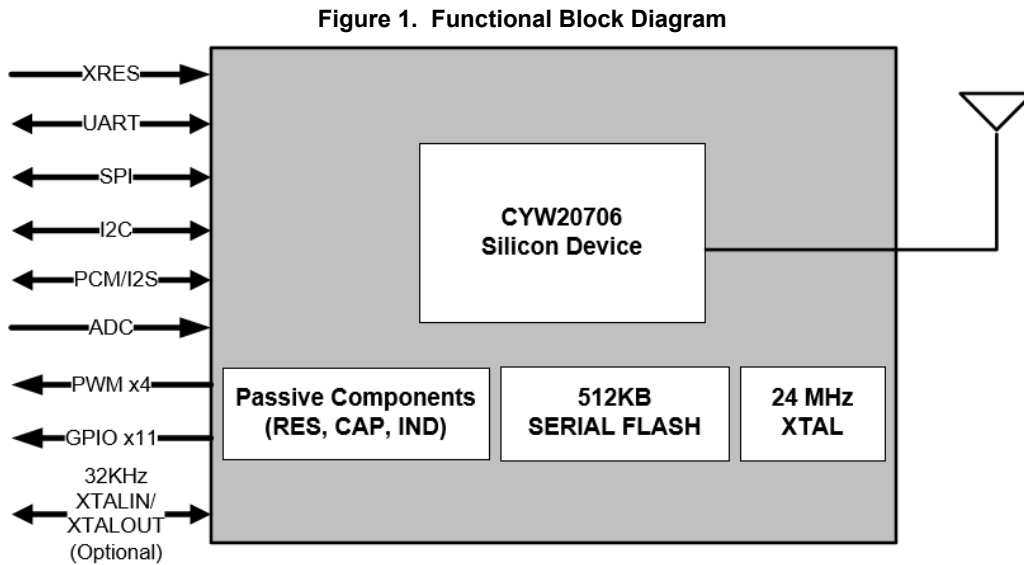 Figure 1. Functional Block Diagram
XRES
UART
SPI
I2C
PCM/I2S
ADC
PWM x4
GPIO x11
32KHz
XTALIN/
XTALOUT
(Optional)
CYW20706
Silicon Device
Passive Components
(RES, CAP, IND)
512KB
SERIAL FLASH
24 MHz
XTAL